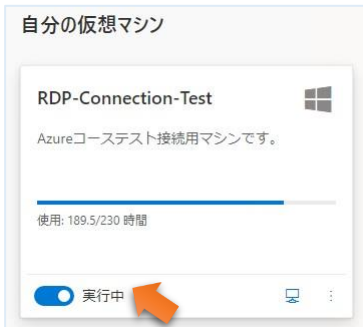 自分の仮想マシン
RDP-Connection-Test
Azureコーステスト接続用マシンです。
使用: 189.5/230 時間
実行中